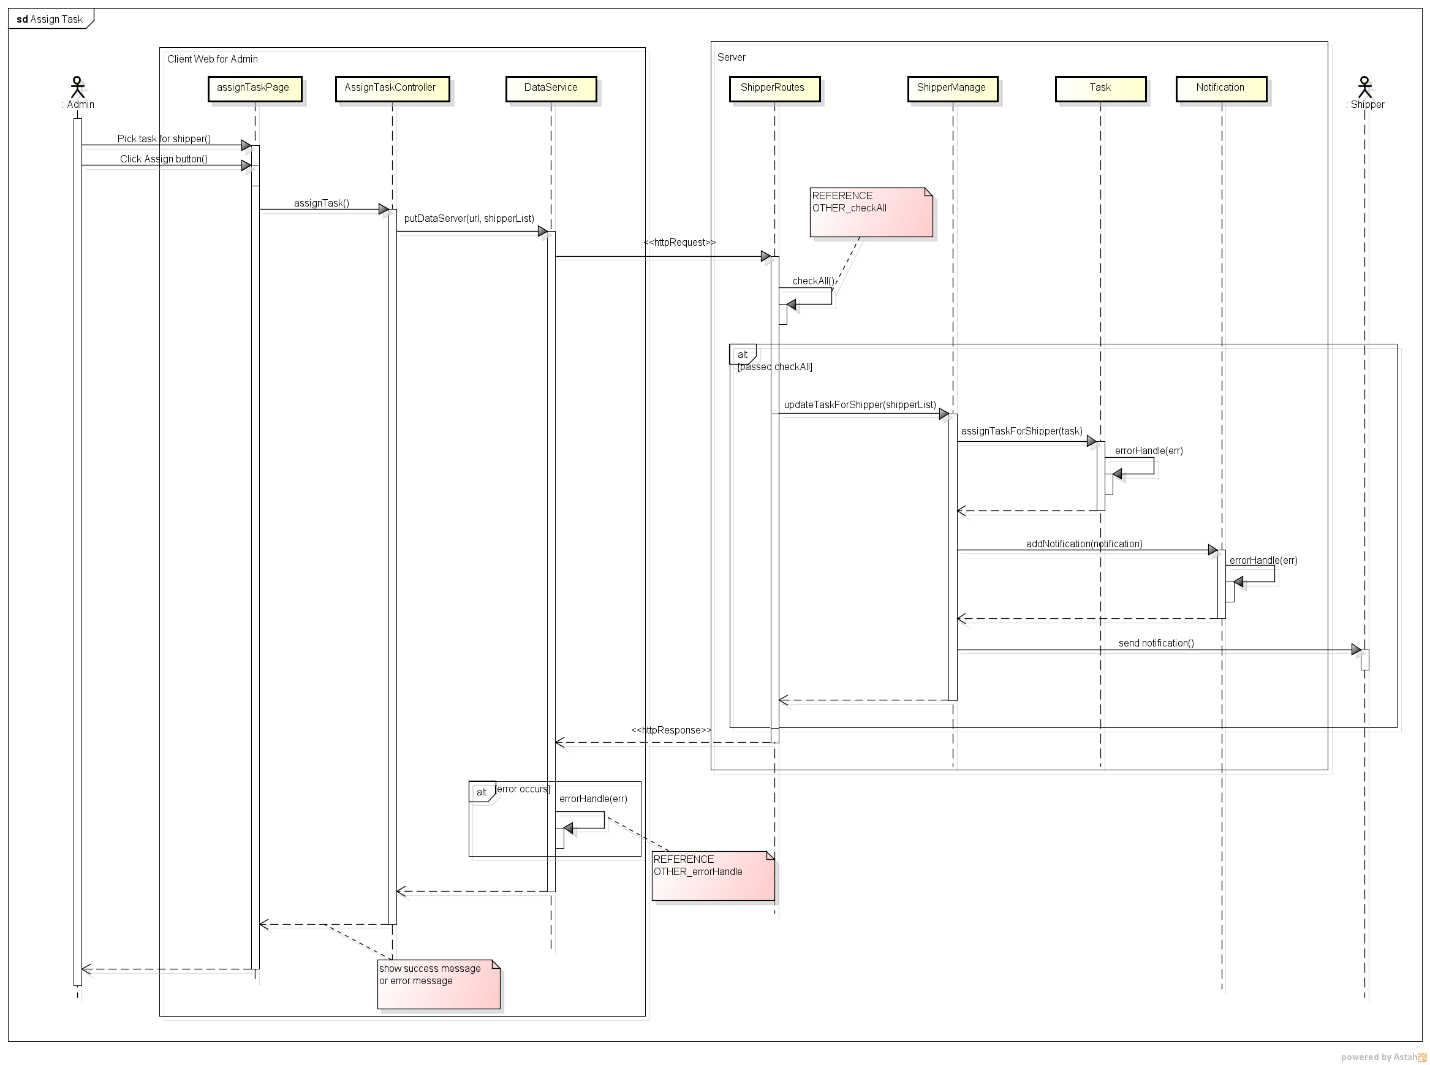 sd Assign Task
Client Web for Admin
Server
assignTaskPage
AssignTaskController
DataService
ShipperRoutes
ShipperManage
Task
Notification
: Admin
: Shipper
Pick task for shipper()
Click Assign button()
REFERENCE
OTHER_checkAll
assignTask()
putDataServer(url, shipperList)
<<httpRequest>>
checkAll()
alt
[passed checkAll]
updateTaskForShipper(shipperList)
assignTaskForShipper(task)
errorHandle(err)
addNotification(notification)
errorHandle(err)
send notification()
<<httpResponse>>
alt
[error occurs]
errorHandle(err)
REFERENCE
OTHER_errorHandle
show success message
or error message
powered by Astah